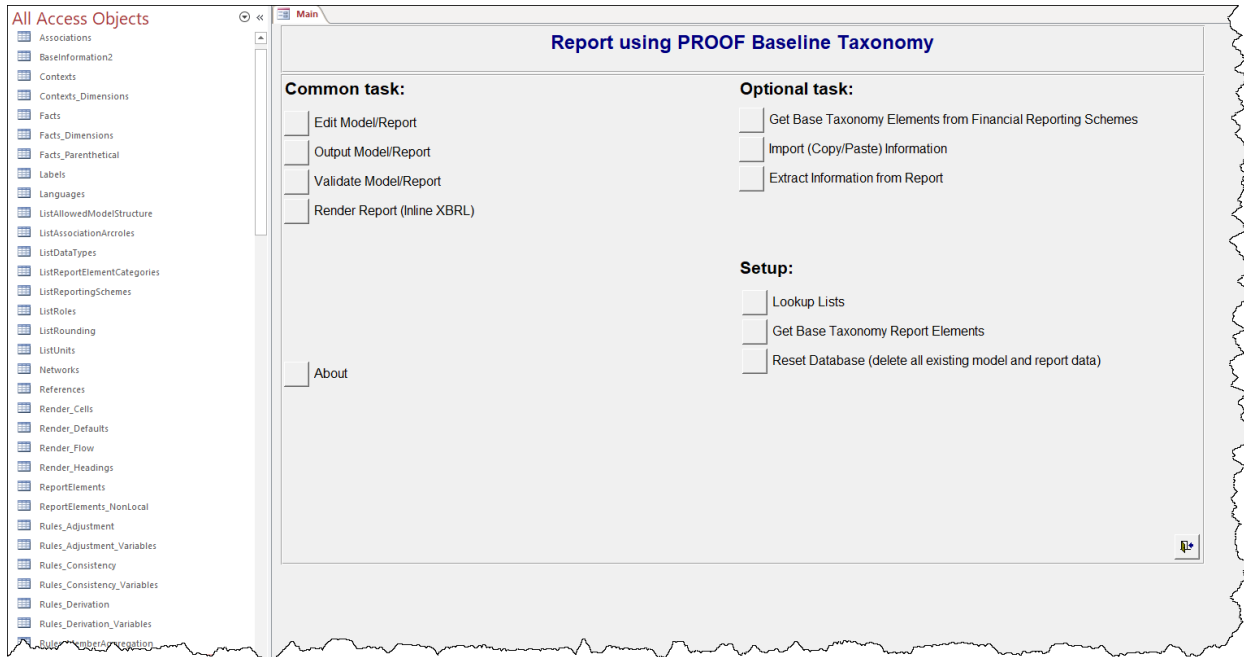 All Access Objects
Associations
BaseInformation2
Contexts
Contexts_Dimensions
Facts
Facts_Dimensions
Facts_Parenthetical
Labels
Languages
ListAllowedModelStructure
ListAssociationArcroles
ListDataTypes
ListReportElementCategories
ListReportingSchemes
ListRoles
ListRounding
ListUnits
Networks
References
Render_Cells
Render_Defaults
Render_Flow
Render_Headings
ReportElements
ReportElements_NonLocal
Rules_Adjustment
Rules_Adjustment_Variables
Rules_Consistency
Rules_Consistency_Variables
Rules_Derivation
Rules_Derivation_Variables
Rules_MemberAggregation
Main
Report using PROOF Baseline Taxonomy
Common task:
Edit Model/Report
Output Model/Report
Validate Model/Report
Render Report (Inline XBRL)
About
Optional task:
Get Base Taxonomy Elements from Financial Reporting Schemes
Import (Copy/Paste) Information
Extract Information from Report
Setup:
Lookup Lists
Get Base Taxonomy Report Elements
Reset Database (delete all existing model and report data)